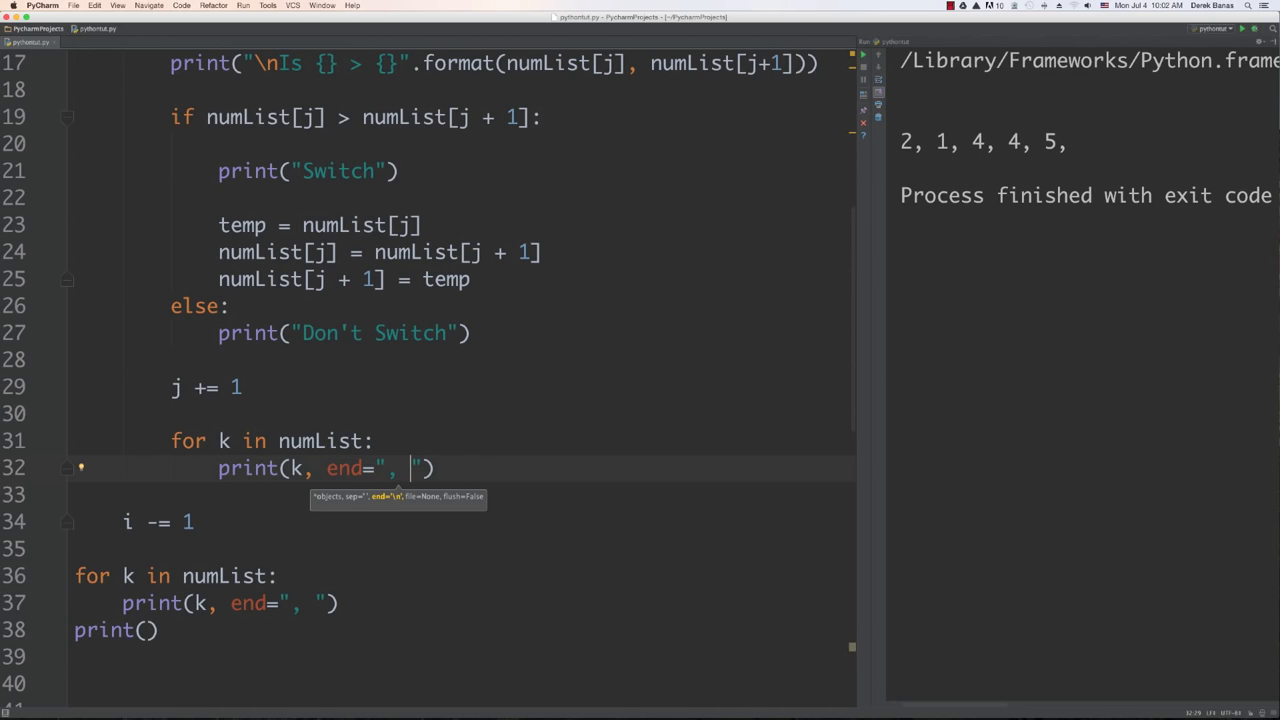 PyCharm File Edit View Navigate Code Refactor Run Tools VCS Window Help
10 Mon Jul 4 10:02 AM Derek Banas
pythontut.py - PycharmProjects - [~/PycharmProjects]
PycharmProjects pythontut.py
pythontut
pythontut.py
Run: pythontut
17 print("\nIs {} > {}".format(numList[j], numList[j+1]))
18
19 if numList[j] > numList[j + 1]:
20
21 print("Switch")
22
23 temp = numList[j]
24 numList[j] = numList[j + 1]
25 numList[j + 1] = temp
26 else:
27 print("Don't Switch")
28
29 j += 1
30
31 for k in numList:
32 print(k, end=", ")
*objects, sep=' ', end='\n', file=None, flush=False
33
34 i -= 1
35
36 for k in numList:
37 print(k, end=", ")
38 print()
39
40
/Library/Frameworks/Python.frame
2, 1, 4, 4, 5,
Process finished with exit code
32:29 LF‡ UTF-8‡